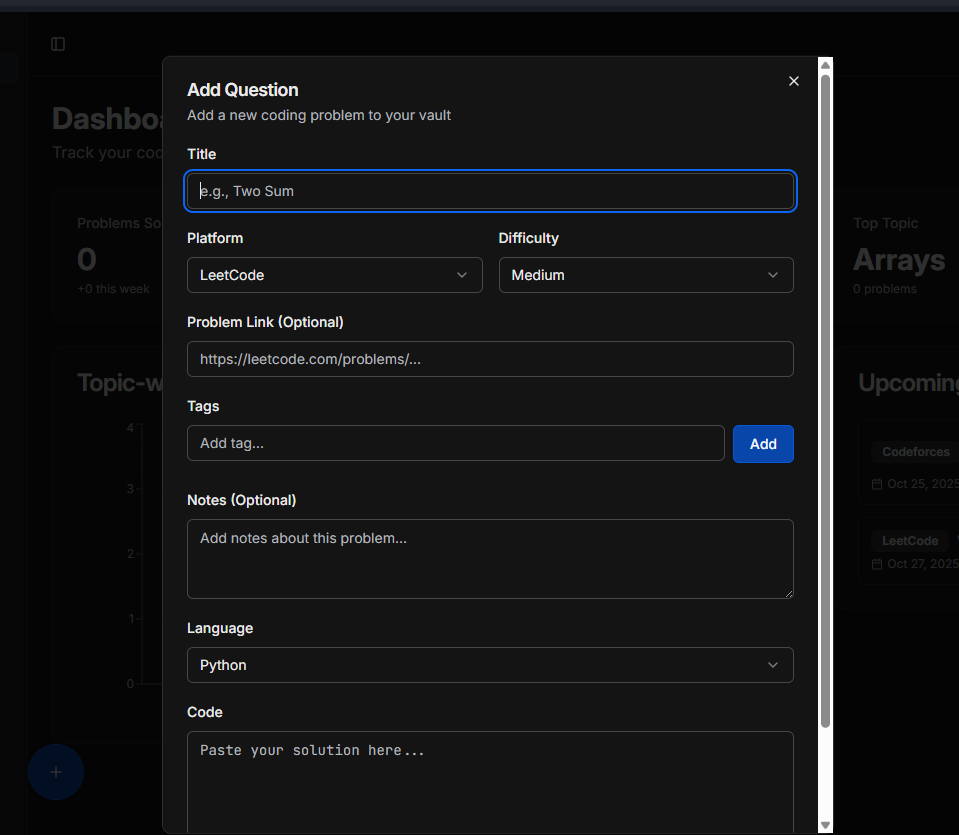 Add Question
Add a new coding problem to your vault
Title
e.g., Two Sum
Platform
Difficulty
LeetCode
Medium
Problem Link (Optional)
https://leetcode.com/problems/...
Tags
Add tag...
Add
Notes (Optional)
Add notes about this problem...
Language
Python
Code
Paste your solution here...
Dashboa
Track your coo
Problems So
0
+0 this week
Top Topic
Arrays
0 problems
Topic-w
4
3
2
1
0
Upcoming
Codeforces
Oct 25, 2025
LeetCode
Oct 27, 2025